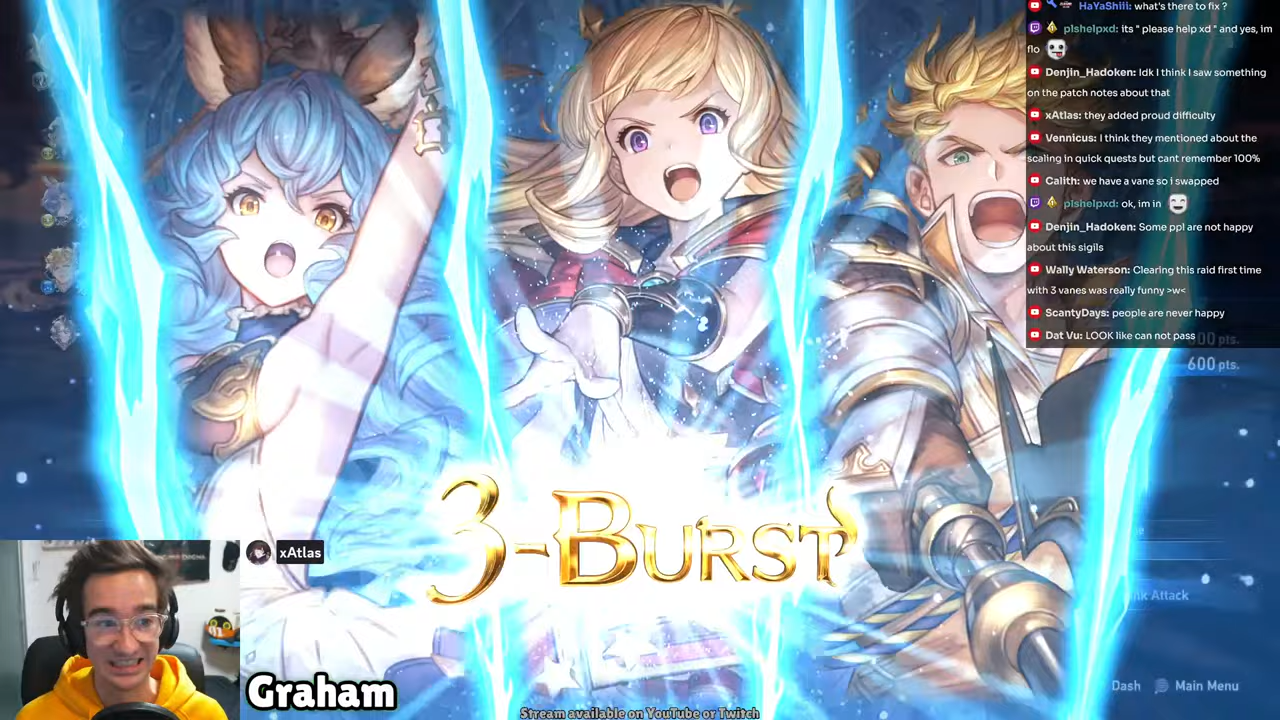 HaYaShiii: what's there to fix ?
plshelpxd: its " please help xd " and yes, im
flo
Denjin_Hadoken: Idk I think I saw something
on the patch notes about that
xAtlas: they added proud difficulty
Vennicus: I think they mentioned about the
scaling in quick quests but cant remember 100%
Calith: we have a vane so i swapped
plshelpxd: ok, im in
Denjin_Hadoken: Some ppl are not happy
about this sigils
Wally Waterson: Clearing this raid first time
with 3 vanes was really funny >w<
ScantyDays: people are never happy
Dat Vu: LOOK like can not pass
00 pts.
600 pts.
3-Burst
xAtlas
nk Attack
Graham
Dash
Main Menu
Stream available on YouTube or Twitch